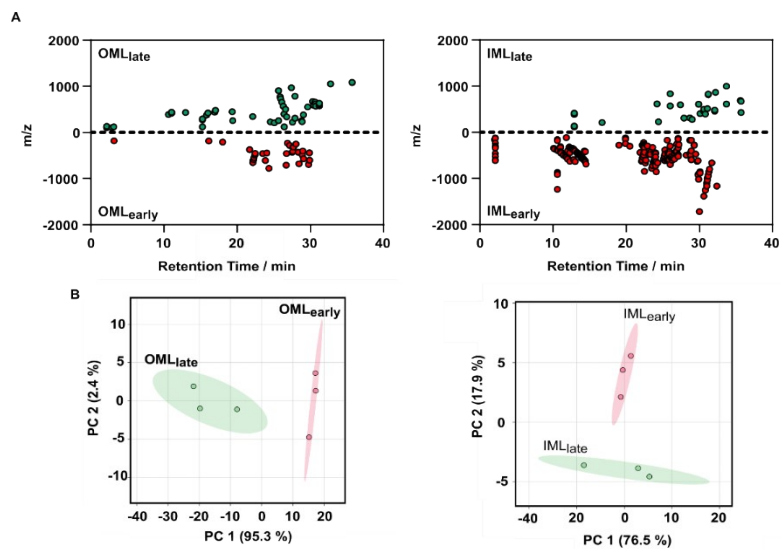 A
2000
1000
0
-1000
-2000
m/z
OMLlate
OMLearly
0
10
20
30
40
Retention Time / min
2000
1000
0
-1000
-2000
m/z
IMLlate
IMLearly
0
10
20
30
40
Retention Time / min
B
10
5
0
-5
-10
PC 2 (2.4 %)
OMLearly
OMLlate
-40
-30
-20
-10
0
10
20
PC 1 (95.3 %)
10
5
0
-5
PC 2 (17.9 %)
IMLearly
IMLlate
-40
-20
0
10
20
PC 1 (76.5 %)